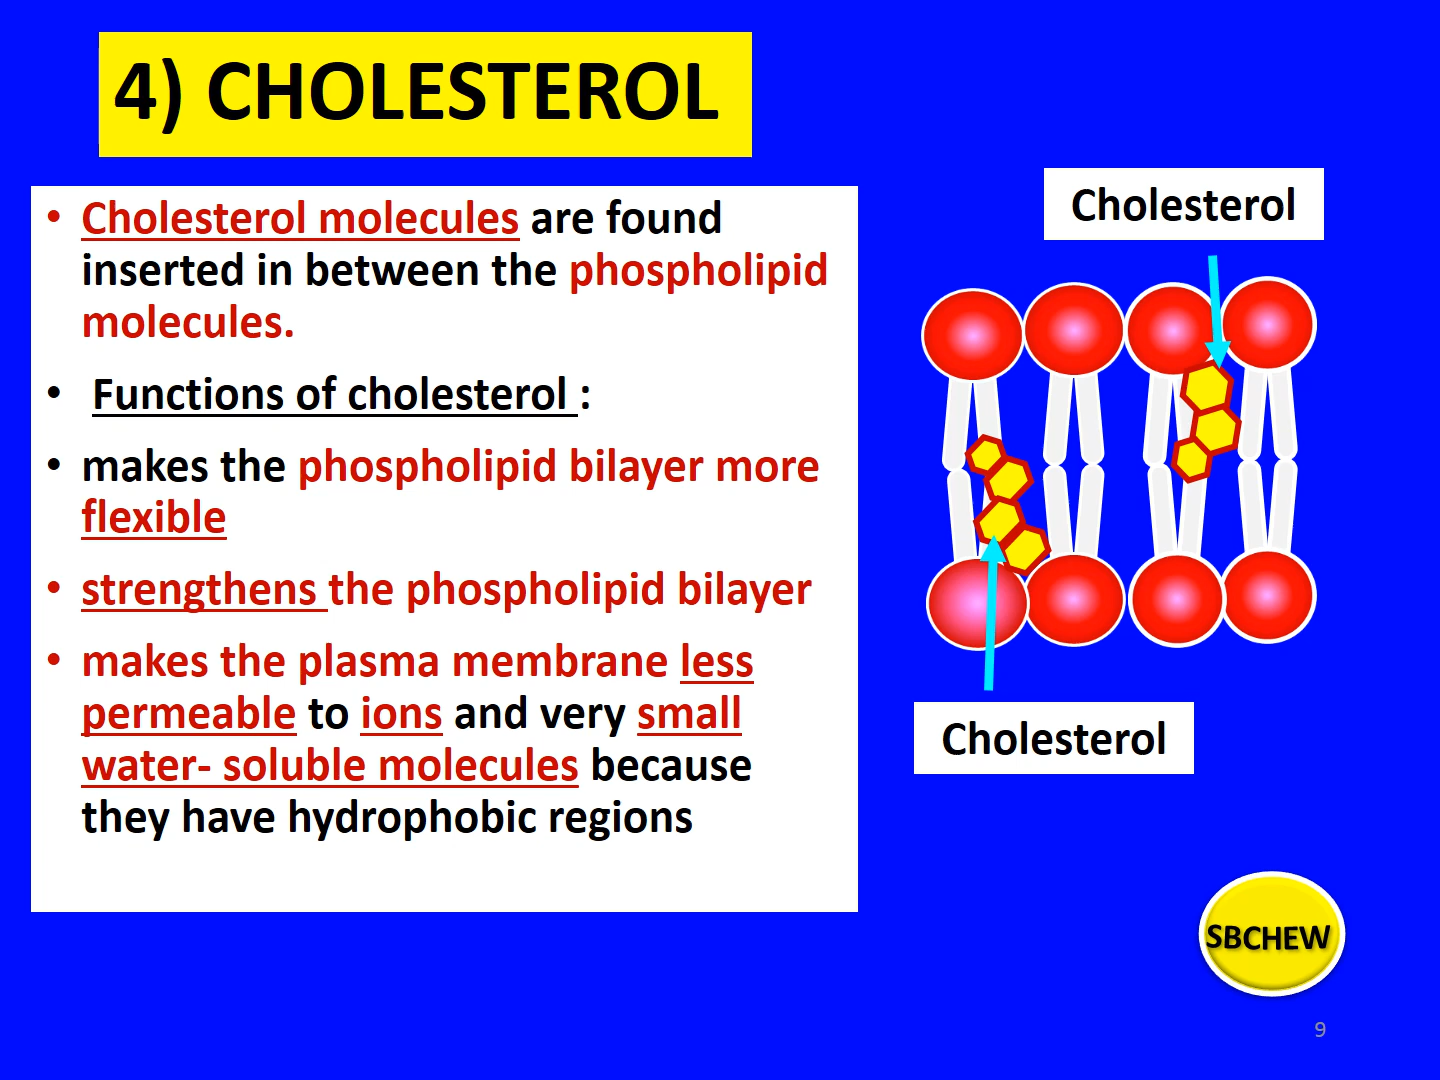 4) CHOLESTEROL
• Cholesterol molecules are found
inserted in between the phospholipid
molecules.
• Functions of cholesterol :
• makes the phospholipid bilayer more
flexible
• strengthens the phospholipid bilayer
• makes the plasma membrane less
permeable to ions and very small
water- soluble molecules because
they have hydrophobic regions
Cholesterol
Cholesterol
SBCHEW
9